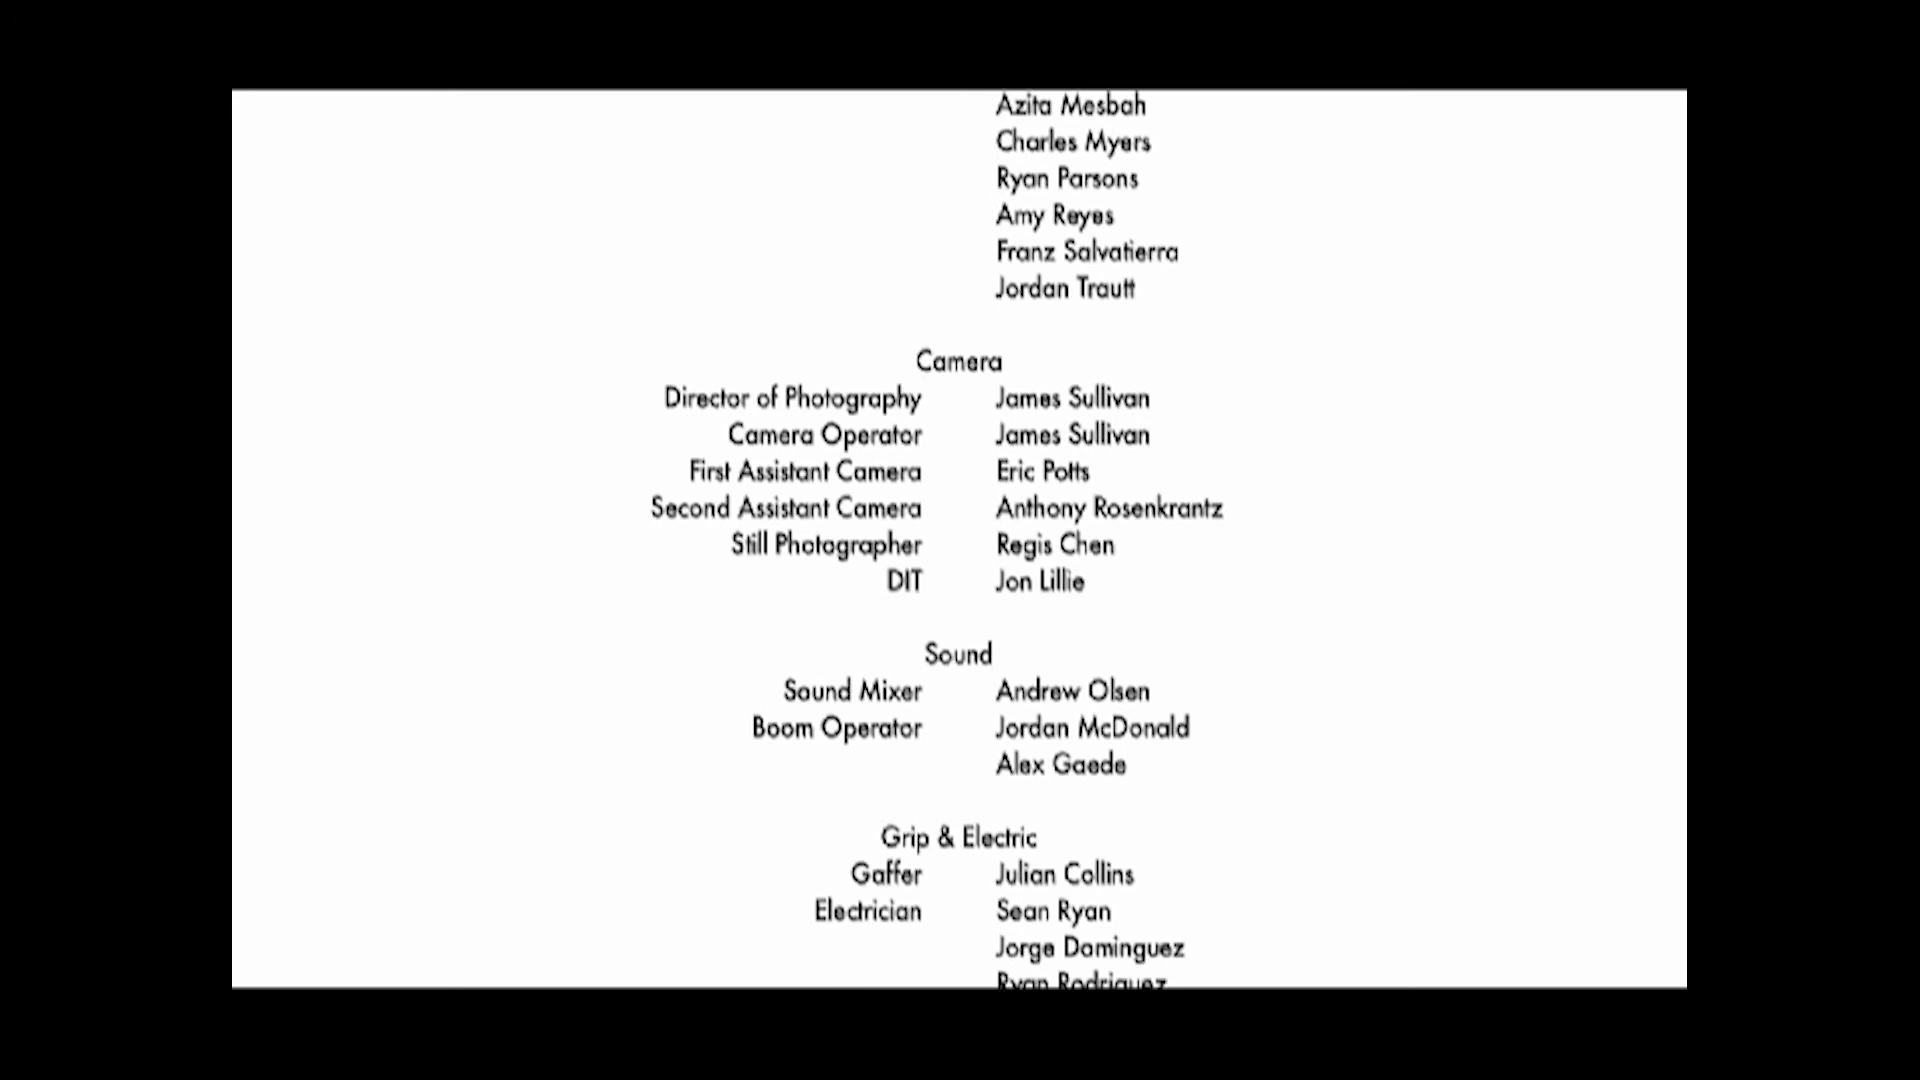 Azita Mesbah
Charles Myers
Ryan Parsons
Amy Reyes
Franz Salvatierra
Jordan Trautt
Camera
Director of Photography James Sullivan
Camera Operator James Sullivan
First Assistant Camera Eric Potts
Second Assistant Camera Anthony Rosenkrantz
Still Photographer Regis Chen
DIT Jon Lillie
Sound
Sound Mixer Andrew Olsen
Boom Operator Jordan McDonald
Alex Gaede
Grip & Electric
Gaffer Julian Collins
Electrician Sean Ryan
Jorge Dominguez
Ryan Rodriguez